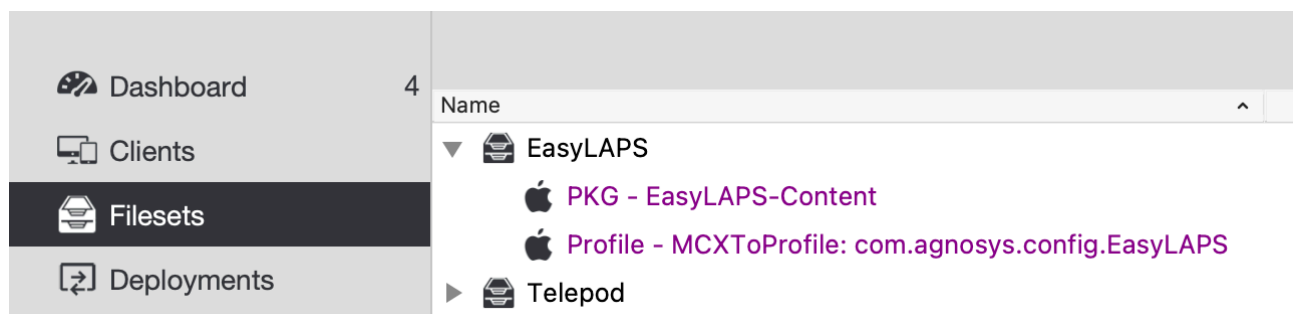 Dashboard 4
Clients
Filesets
Deployments
Name
EasyLAPS
PKG - EasyLAPS-Content
Profile - MCXToProfile: com.agnosys.config.EasyLAPS
Telepod